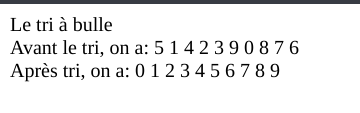 Le tri à bulle
Avant le tri, on a: 5 1 4 2 3 9 0 8 7 6
Après tri, on a: 0 1 2 3 4 5 6 7 8 9